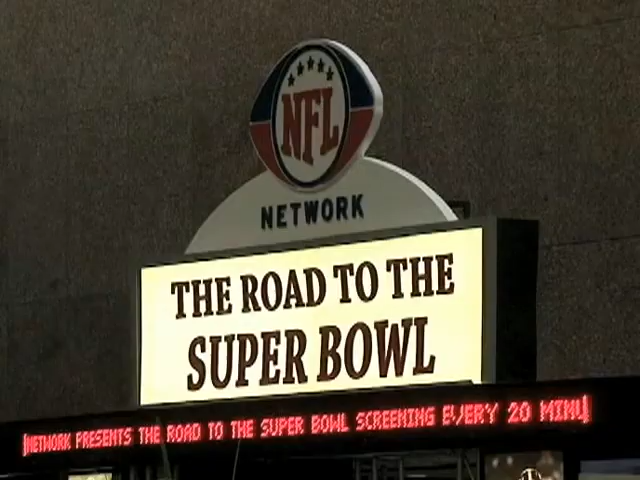 NFL
NETWORK
THE ROAD TO THE
SUPER BOWL
NETWORK PRESENTS THE ROAD TO THE SUPER BOWL SCREENING EVERY 20 MINU